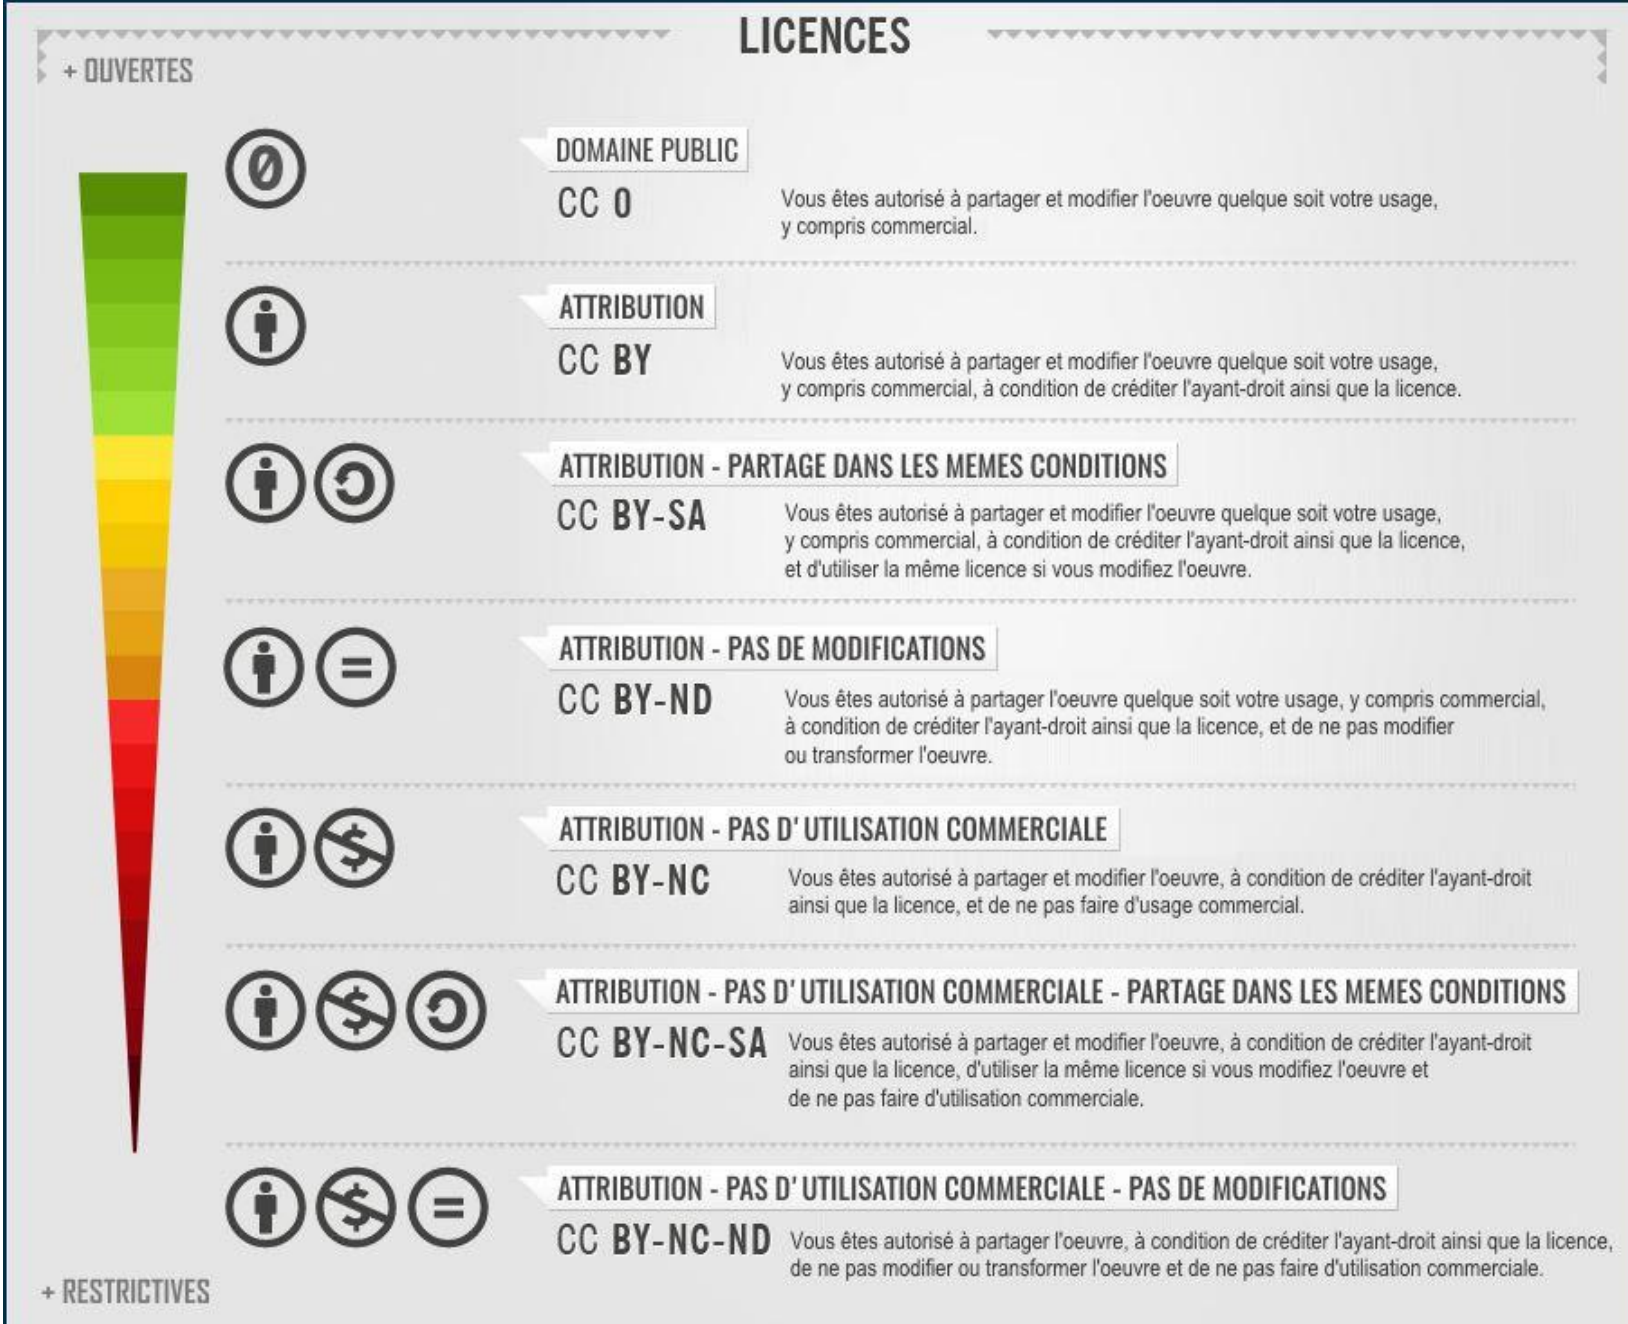 LICENCES
+ OUVERTES
0
DOMAINE PUBLIC
CC 0
Vous êtes autorisé à partager et modifier l'oeuvre quelque soit votre usage,
y compris commercial.
ATTRIBUTION
CC BY
Vous êtes autorisé à partager et modifier l'oeuvre quelque soit votre usage,
y compris commercial, à condition de créditer l'ayant-droit ainsi que la licence.
ATTRIBUTION - PARTAGE DANS LES MEMES CONDITIONS
CC BY-SA
Vous êtes autorisé à partager et modifier l'oeuvre quelque soit votre usage,
y compris commercial, à condition de créditer l'ayant-droit ainsi que la licence,
et d'utiliser la même licence si vous modifiez l'oeuvre.
=
ATTRIBUTION - PAS DE MODIFICATIONS
CC BY-ND
Vous êtes autorisé à partager l'oeuvre quelque soit votre usage, y compris commercial,
à condition de créditer l'ayant-droit ainsi que la licence, et de ne pas modifier
ou transformer l'oeuvre.
$
ATTRIBUTION - PAS D'UTILISATION COMMERCIALE
CC BY-NC
Vous êtes autorisé à partager et modifier l'oeuvre, à condition de créditer l'ayant-droit
ainsi que la licence, et de ne pas faire d'usage commercial.
$
ATTRIBUTION - PAS D'UTILISATION COMMERCIALE - PARTAGE DANS LES MEMES CONDITIONS
CC BY-NC-SA
Vous êtes autorisé à partager et modifier l'oeuvre, à condition de créditer l'ayant-droit
ainsi que la licence, d'utiliser la même licence si vous modifiez l'oeuvre et
de ne pas faire d'utilisation commerciale.
$ =
ATTRIBUTION - PAS D'UTILISATION COMMERCIALE - PAS DE MODIFICATIONS
CC BY-NC-ND
Vous êtes autorisé à partager l'oeuvre, à condition de créditer l'ayant-droit ainsi que la licence,
de ne pas modifier ou transformer l'oeuvre et de ne pas faire d'utilisation commerciale.
+ RESTRICTIVES